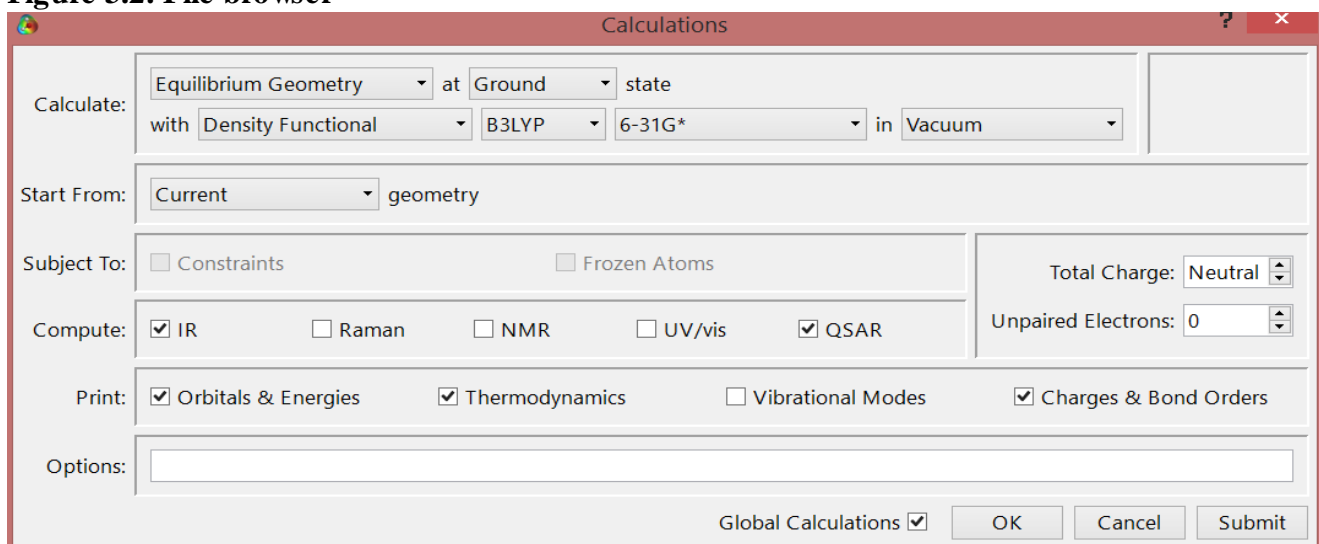 Calculations
?
×
Calculate:
Equilibrium Geometry at Ground state
with Density Functional B3LYP 6-31G* in Vacuum
Start From: Current geometry
Subject To: Constraints Frozen Atoms
Total Charge: Neutral
Compute: IR Raman NMR UV/vis QSAR
Unpaired Electrons: 0
Print: Orbitals & Energies Thermodynamics Vibrational Modes Charges & Bond Orders
Options:
Global Calculations OK Cancel Submit